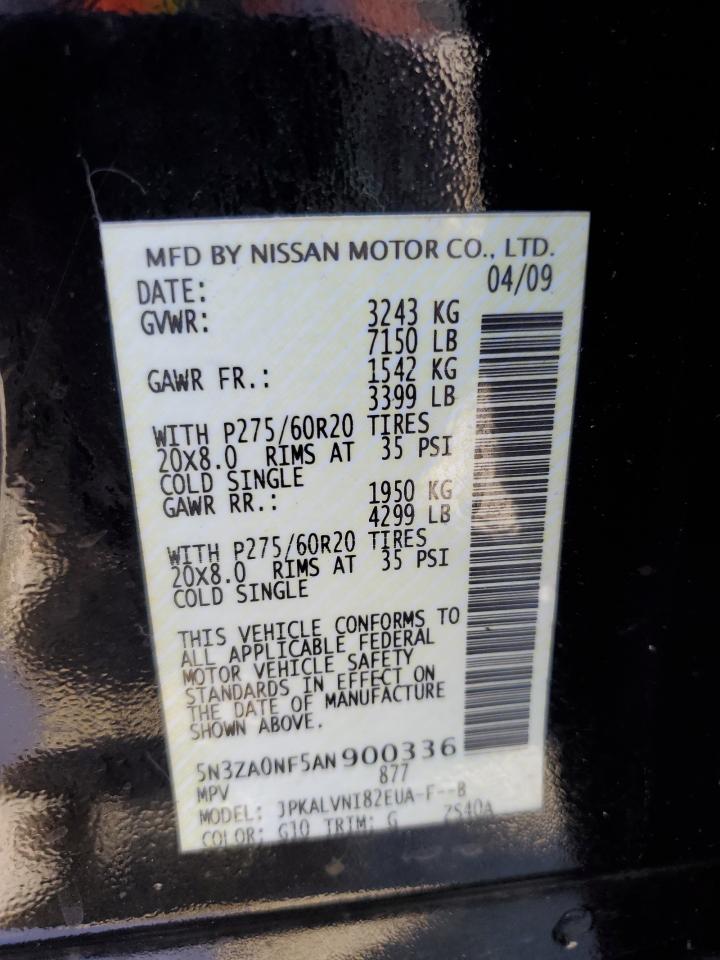 MFD BY NISSAN MOTOR CO., LTD.
DATE: 04/09
GVWR: 3243 KG
7150 LB
GAWR FR.: 1542 KG
3399 LB
WITH P275/60R20 TIRES
20X8.0 RIMS AT 35 PSI
COLD SINGLE
GAWR RR.: 1950 KG
4299 LB
WITH P275/60R20 TIRES
20X8.0 RIMS AT 35 PSI
COLD SINGLE
THIS VEHICLE CONFORMS TO
ALL APPLICABLE FEDERAL
MOTOR VEHICLE SAFETY
STANDARDS IN EFFECT ON
THE DATE OF MANUFACTURE
SHOWN ABOVE.
5N3ZA0NF5AN900336
MPV 877
MODEL: JPKALVNI82EUA-F--B
COLOR: G10 TRIM: G ZS40A